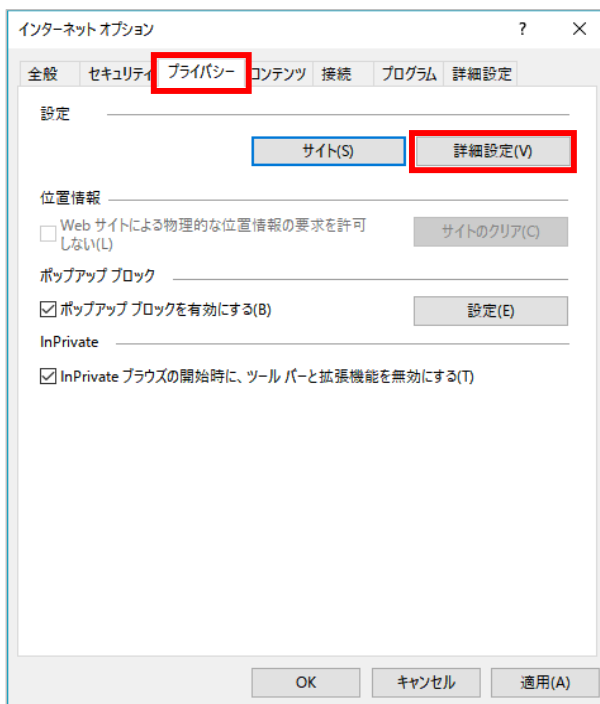 インターネット オプション ?
全般 セキュリティ プライバシー コンテンツ 接続 プログラム 詳細設定
設定
サイト(S) 詳細設定(V)
位置情報
Web サイトによる物理的な位置情報の要求を許可
しない(L)
サイトのクリア(C)
ポップアップ ブロック
ポップアップ ブロックを有効にする(B) 設定(E)
InPrivate
InPrivate ブラウズの開始時に、ツール バーと拡張機能を無効にする(T)
OK キャンセル 適用(A)